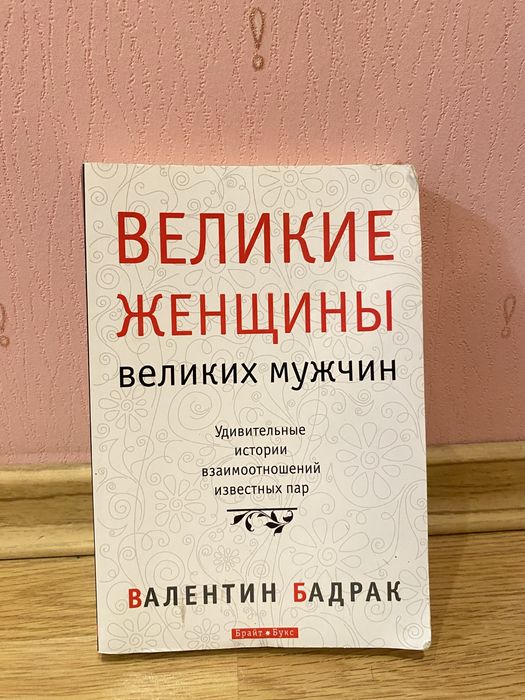 ВЕЛИКИЕ
ЖЕНЩИНЫ
ВЕЛИКИХ МУЖЧИН
Удивительные
истории
взаимоотношений
известных пар
ВАЛЕНТИН БАДРАК
Брайт Букс